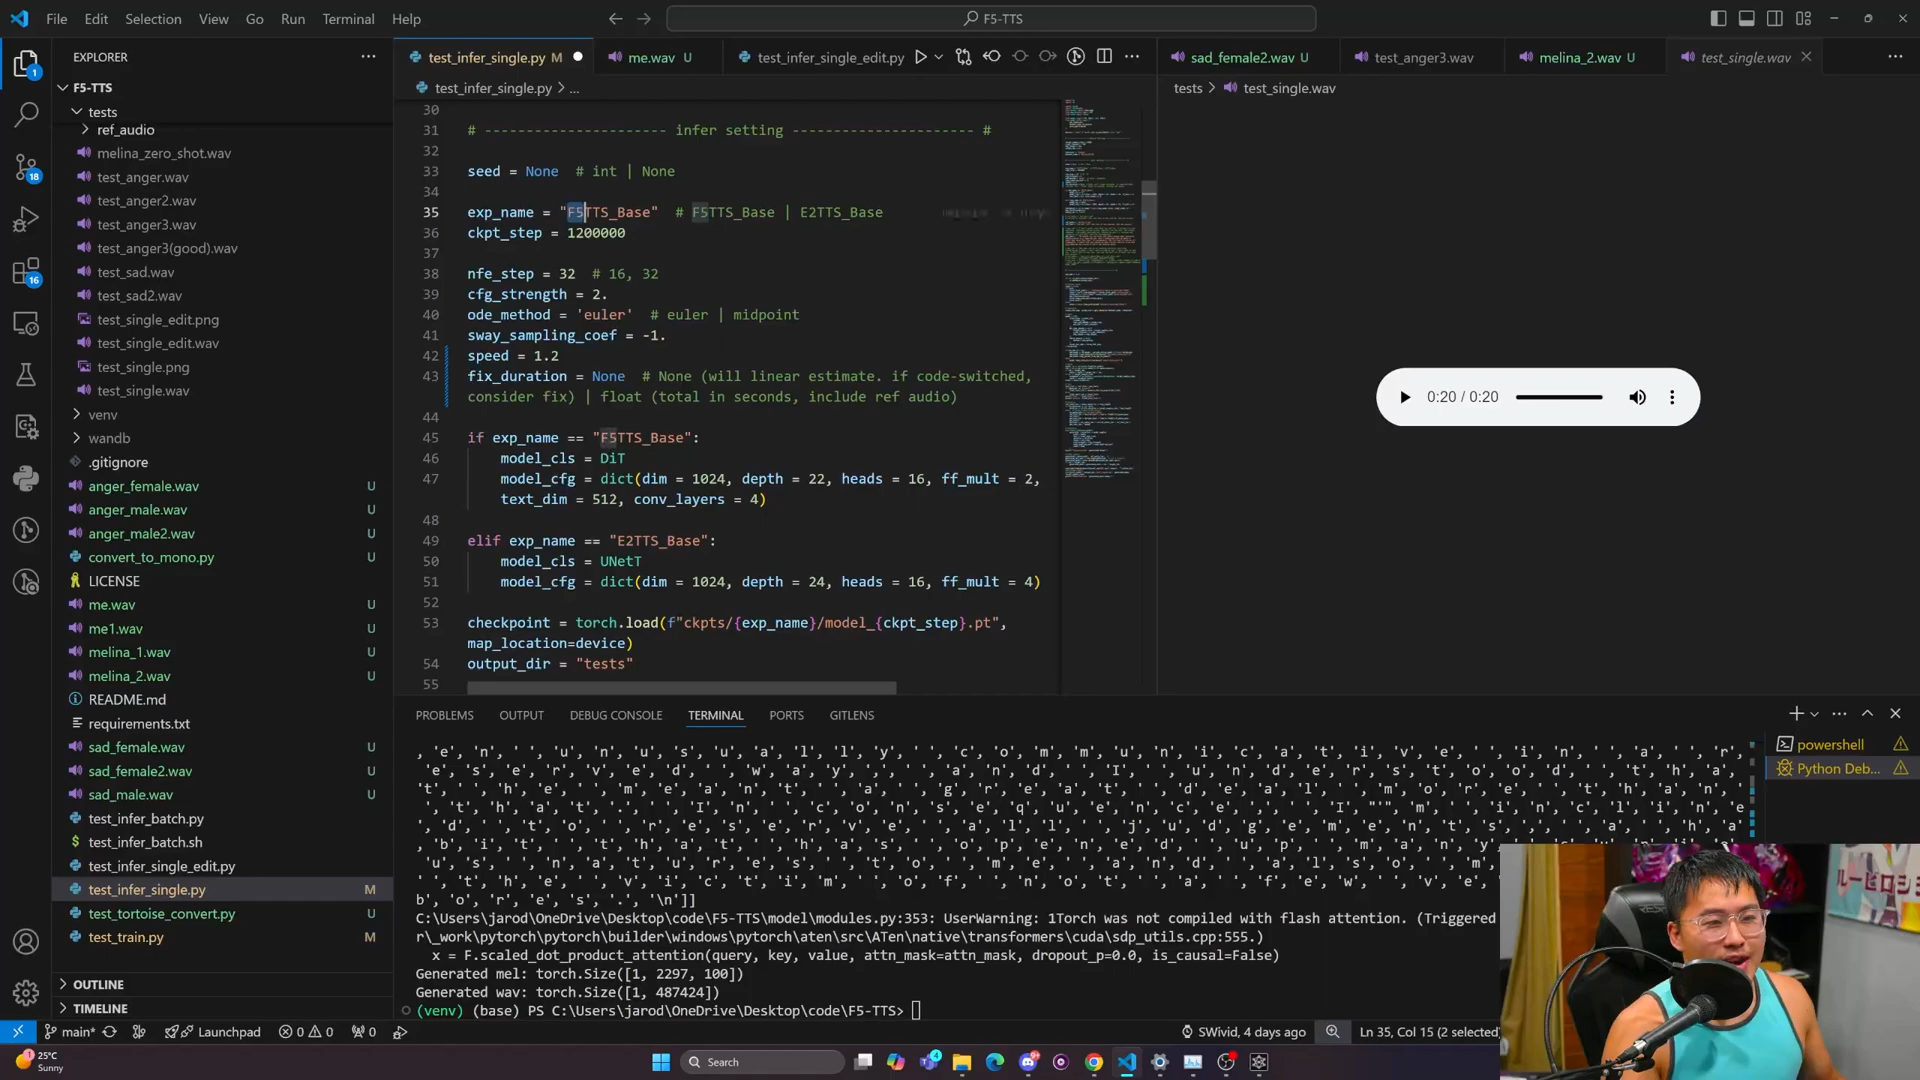 File Edit Selection View Go Run Terminal Help
F5-TTS
EXPLORER
F5-TTS
tests
ref_audio
melina_zero_shot.wav
test_anger.wav
test_anger2.wav
test_anger3.wav
test_anger3(good).wav
test_sad.wav
test_sad2.wav
test_single_edit.png
test_single_edit.wav
test_single.png
test_single.wav
venv
wandb
.gitignore
anger_female.wav U
anger_male.wav U
anger_male2.wav U
convert_to_mono.py U
LICENSE
me.wav U
me1.wav U
melina_1.wav U
melina_2.wav U
README.md
requirements.txt
sad_female.wav U
sad_female2.wav U
sad_male.wav U
test_infer_batch.py
test_infer_batch.sh
test_infer_single_edit.py
test_infer_single.py M
test_tortoise_convert.py U
test_train.py M
OUTLINE
TIMELINE
1
18
16
test_infer_single.py M
me.wav U
test_infer_single_edit.py
test_infer_single.py > ...
30
31 # ---------------------- infer setting ---------------------- #
32
33 seed = None # int | None
34
35 exp_name = "F5TTS_Base" # F5TTS_Base | E2TTS_Base
36 ckpt_step = 1200000
37
38 nfe_step = 32 # 16, 32
39 cfg_strength = 2.
40 ode_method = 'euler' # euler | midpoint
41 sway_sampling_coef = -1.
42 speed = 1.2
43 fix_duration = None # None (will linear estimate. if code-switched,
consider fix) | float (total in seconds, include ref audio)
44
45 if exp_name == "F5TTS_Base":
46 model_cls = DiT
47 model_cfg = dict(dim = 1024, depth = 22, heads = 16, ff_mult = 2,
text_dim = 512, conv_layers = 4)
48
49 elif exp_name == "E2TTS_Base":
50 model_cls = UNetT
51 model_cfg = dict(dim = 1024, depth = 24, heads = 16, ff_mult = 4)
52
53 checkpoint = torch.load(f"ckpts/{exp_name}/model_{ckpt_step}.pt",
map_location=device)
54 output_dir = "tests"
55
sad_female2.wav U
test_anger3.wav
melina_2.wav U
test_single.wav
tests > test_single.wav
0:20 / 0:20
PROBLEMS OUTPUT DEBUG CONSOLE TERMINAL PORTS GITLENS
powershell
Python Deb...
, 'e', 'n', ' ', 'u', 'n', 'u', 's', 'u', 'a', 'l', 'l', 'y', ' ', 'c', 'o', 'm', 'm', 'u', 'n', 'i', 'c', 'a', 't', 'i', 'v', 'e', ' ', 'i', 'n', ' ', 'a', ' ', 'r',
'e', 's', 'e', 'r', 'v', 'e', 'd', ' ', 'w', 'a', 'y', ',', ' ', 'a', 'n', 'd', ' ', 'I', ' ', 'u', 'n', 'd', 'e', 'r', 's', 't', 'o', 'o', 'd', ' ', 't', 'h', 'a',
C:\Users\jarod\OneDrive\Desktop\code\F5-TTS\model\modules.py:353: UserWarning: 1Torch was not compiled with flash attention. (Triggered
r\_work\pytorch\pytorch\builder\windows\pytorch\aten\src\ATen\native\transformers\cuda\sdp_utils.cpp:555.)
x = F.scaled_dot_product_attention(query, key, value, attn_mask=attn_mask, dropout_p=0.0, is_causal=False)
Generated mel: torch.Size([1, 2297, 100])
Generated wav: torch.Size([1, 487424])
(venv) (base) PS C:\Users\jarod\OneDrive\Desktop\code\F5-TTS>
main* Launchpad 0 0 0
SWivid, 4 days ago
Ln 35, Col 15 (2 selected)
25°C
Sunny
Search